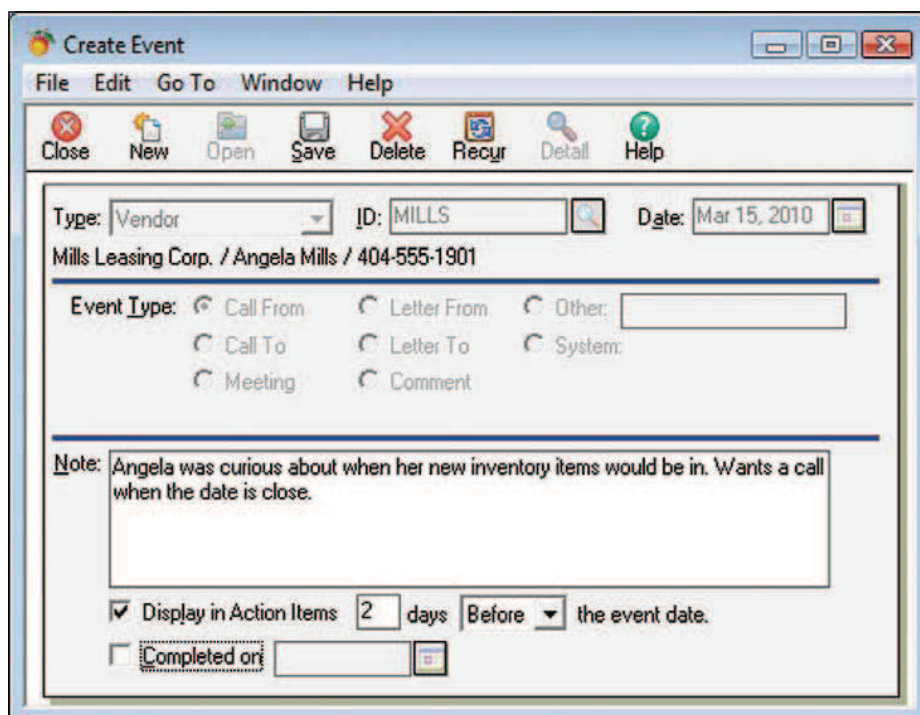 Create Event
File Edit Go To Window Help
Close New Open Save Delete Recur Detail Help
Type: Vendor ID: MILLS Date: Mar 15, 2010
Mills Leasing Corp. / Angela Mills / 404-555-1901
Event Type: Call From Letter From Other:
Call To Letter To System:
Meeting Comment
Note: Angela was curious about when her new inventory items would be in. Wants a call
when the date is close.
Display in Action Items 2 days Before the event date.
Completed on